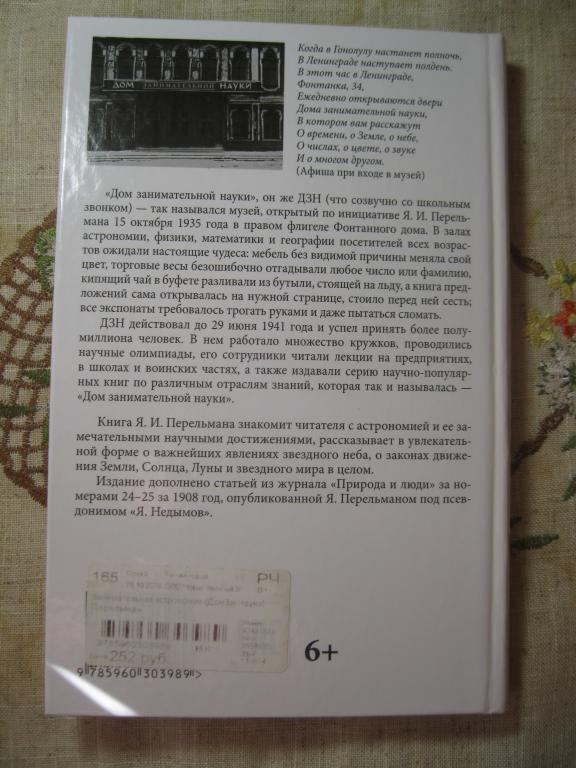 ДОМ ЗАНИМАТЕЛЬНОЙ НАУКИ
Когда в Гонолулу настанет полночь,
В Ленинграде наступает полдень.
В этот час в Ленинграде,
Фонтанка, 34,
Ежедневно открываются двери
Дома занимательной науки,
В котором вам расскажут
О времени, о Земле, о небе,
О числах, о цвете, о звуке
И о многом другом.
(Афиша при входе в музей)
«Дом занимательной науки», он же ДЗН (что созвучно со школьным
звонком) — так назывался музей, открытый по инициативе Я. И. Перель-
мана 15 октября 1935 года в правом флигеле Фонтанного дома. В залах
астрономии, физики, математики и географии посетителей всех возрас-
тов ожидали настоящие чудеса: мебель без видимой причины меняла свой
цвет, торговые весы безошибочно отгадывали любое число или фамилию,
кипящий чай в буфете разливали из бутыли, стоящей на льду, а книга пред-
ложений сама открывалась на нужной странице, стоило перед ней сесть;
все экспонаты требовалось трогать руками и даже пытаться сломать.
ДЗН действовал до 29 июня 1941 года и успел принять более полу-
миллиона человек. В нем работало множество кружков, проводились
научные олимпиады, его сотрудники читали лекции на предприятиях,
в школах и воинских частях, а также издавали серию научно-популяр-
ных книг по различным отраслям знаний, которая так и называлась —
«Дом занимательной науки».
Книга Я. И. Перельмана знакомит читателя с астрономией и ее за-
мечательными научными достижениями, рассказывает в увлекатель-
ной форме о важнейших явлениях звездного неба, о законах движе-
ния Земли, Солнца, Луны и звездного мира в целом.
Издание дополнено статьей из журнала «Природа и люди» за но-
мерами 24–25 за 1908 год, опубликованной Я. Перельманом под псев-
донимом «Я. Недымов».
165
РЧ
9785960303989
252 руб.
9 785960 303989 >
6+